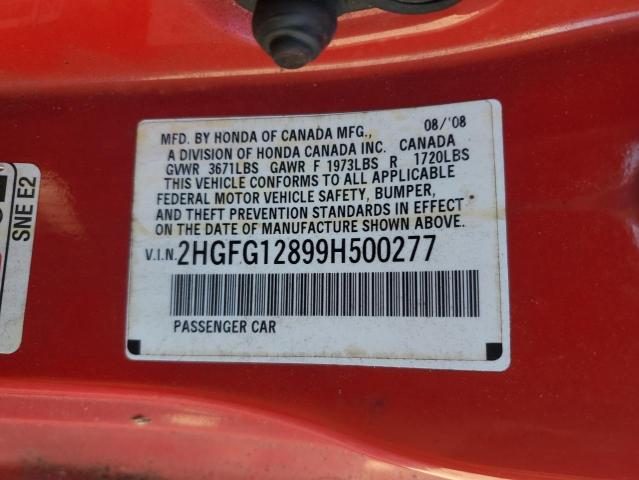 MFD. BY HONDA OF CANADA MFG., 08/'08
A DIVISION OF HONDA CANADA INC. CANADA
GVWR 3671LBS GAWR F 1973LBS R 1720LBS
THIS VEHICLE CONFORMS TO ALL APPLICABLE
FEDERAL MOTOR VEHICLE SAFETY, BUMPER,
AND THEFT PREVENTION STANDARDS IN EFFECT
ON THE DATE OF MANUFACTURE SHOWN ABOVE.
V.I.N. 2HGFG12899H500277
PASSENGER CAR
SNE E2